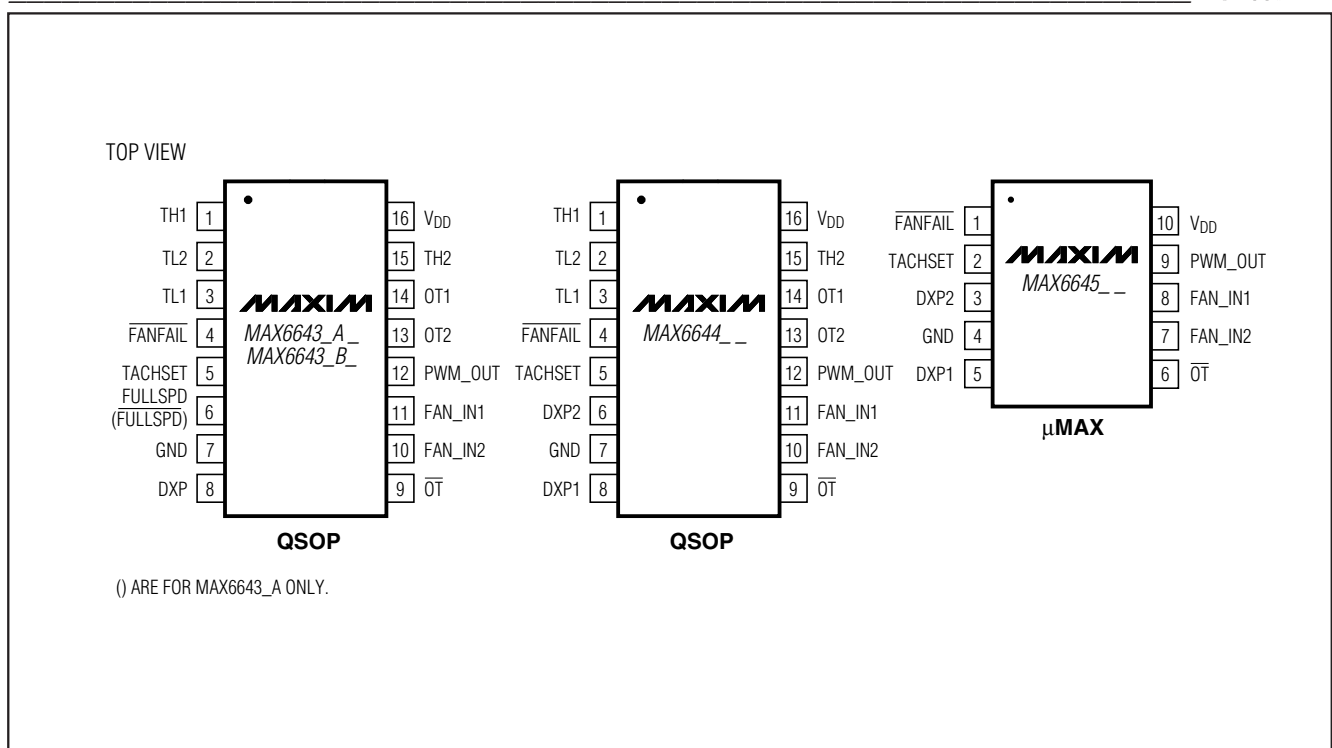 TOP VIEW
TH1 1
TL2 2
TL1 3
FANFAIL 4
TACHSET 5
FULLSPD
(FULLSPD) 6
GND 7
DXP 8
MAXIM
MAX6643_A_
MAX6643_B_
16 VDD
15 TH2
14 OT1
13 OT2
12 PWM_OUT
11 FAN_IN1
10 FAN_IN2
9 OT
QSOP
TH1 1
TL2 2
TL1 3
FANFAIL 4
TACHSET 5
DXP2 6
GND 7
DXP1 8
MAXIM
MAX6644_ _
16 VDD
15 TH2
14 OT1
13 OT2
12 PWM_OUT
11 FAN_IN1
10 FAN_IN2
9 OT
QSOP
FANFAIL 1
TACHSET 2
DXP2 3
GND 4
DXP1 5
MAXIM
MAX6645_ _
10 VDD
9 PWM_OUT
8 FAN_IN1
7 FAN_IN2
6 OT
μMAX
() ARE FOR MAX6643_A ONLY.